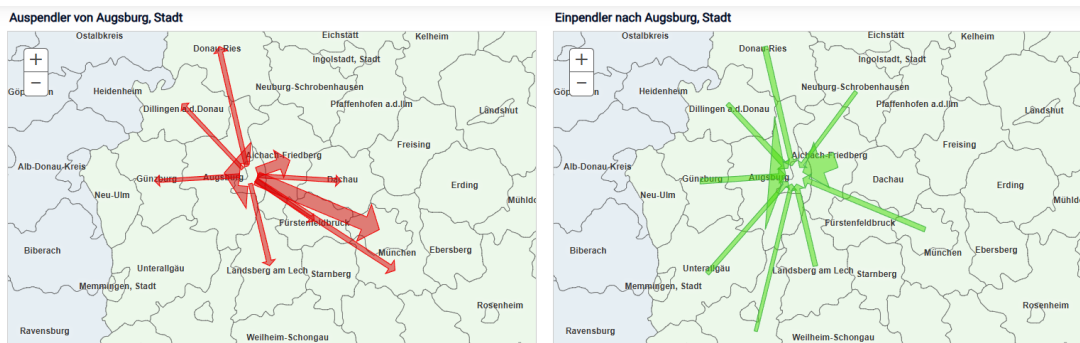 Auspendler von Augsburg, Stadt
+
−
Ostalbkreis
Eichstätt
Kelheim
Donau-Ries
Ingolstadt, Stadt
Heidenheim
Neuburg-Schrobenhausen
Dillingen a.d.Donau
Pfaffenhofen a.d.Ilm
Landshut
Freising
Aichach-Friedberg
Alb-Donau-Kreis
Günzburg
Augsburg
Dachau
Erding
Neu-Ulm
Mühldo
Fürstenfeldbruck
Biberach
München
Ebersberg
Unterallgäu
Landsberg am Lech
Starnberg
Memmingen, Stadt
Rosenheim
Ravensburg
Weilheim-Schongau
Einpendler nach Augsburg, Stadt
+
−
Ostalbkreis
Eichstätt
Kelheim
Donau-Ries
Ingolstadt, Stadt
Heidenheim
Neuburg-Schrobenhausen
Dillingen a.d.Donau
Pfaffenhofen a.d.Ilm
Landshut
Freising
Aichach-Friedberg
Alb-Donau-Kreis
Günzburg
Augsburg
Dachau
Erding
Neu-Ulm
Mühldo
Fürstenfeldbruck
Biberach
München
Ebersberg
Unterallgäu
Landsberg am Lech
Starnberg
Memmingen, Stadt
Rosenheim
Ravensburg
Weilheim-Schongau